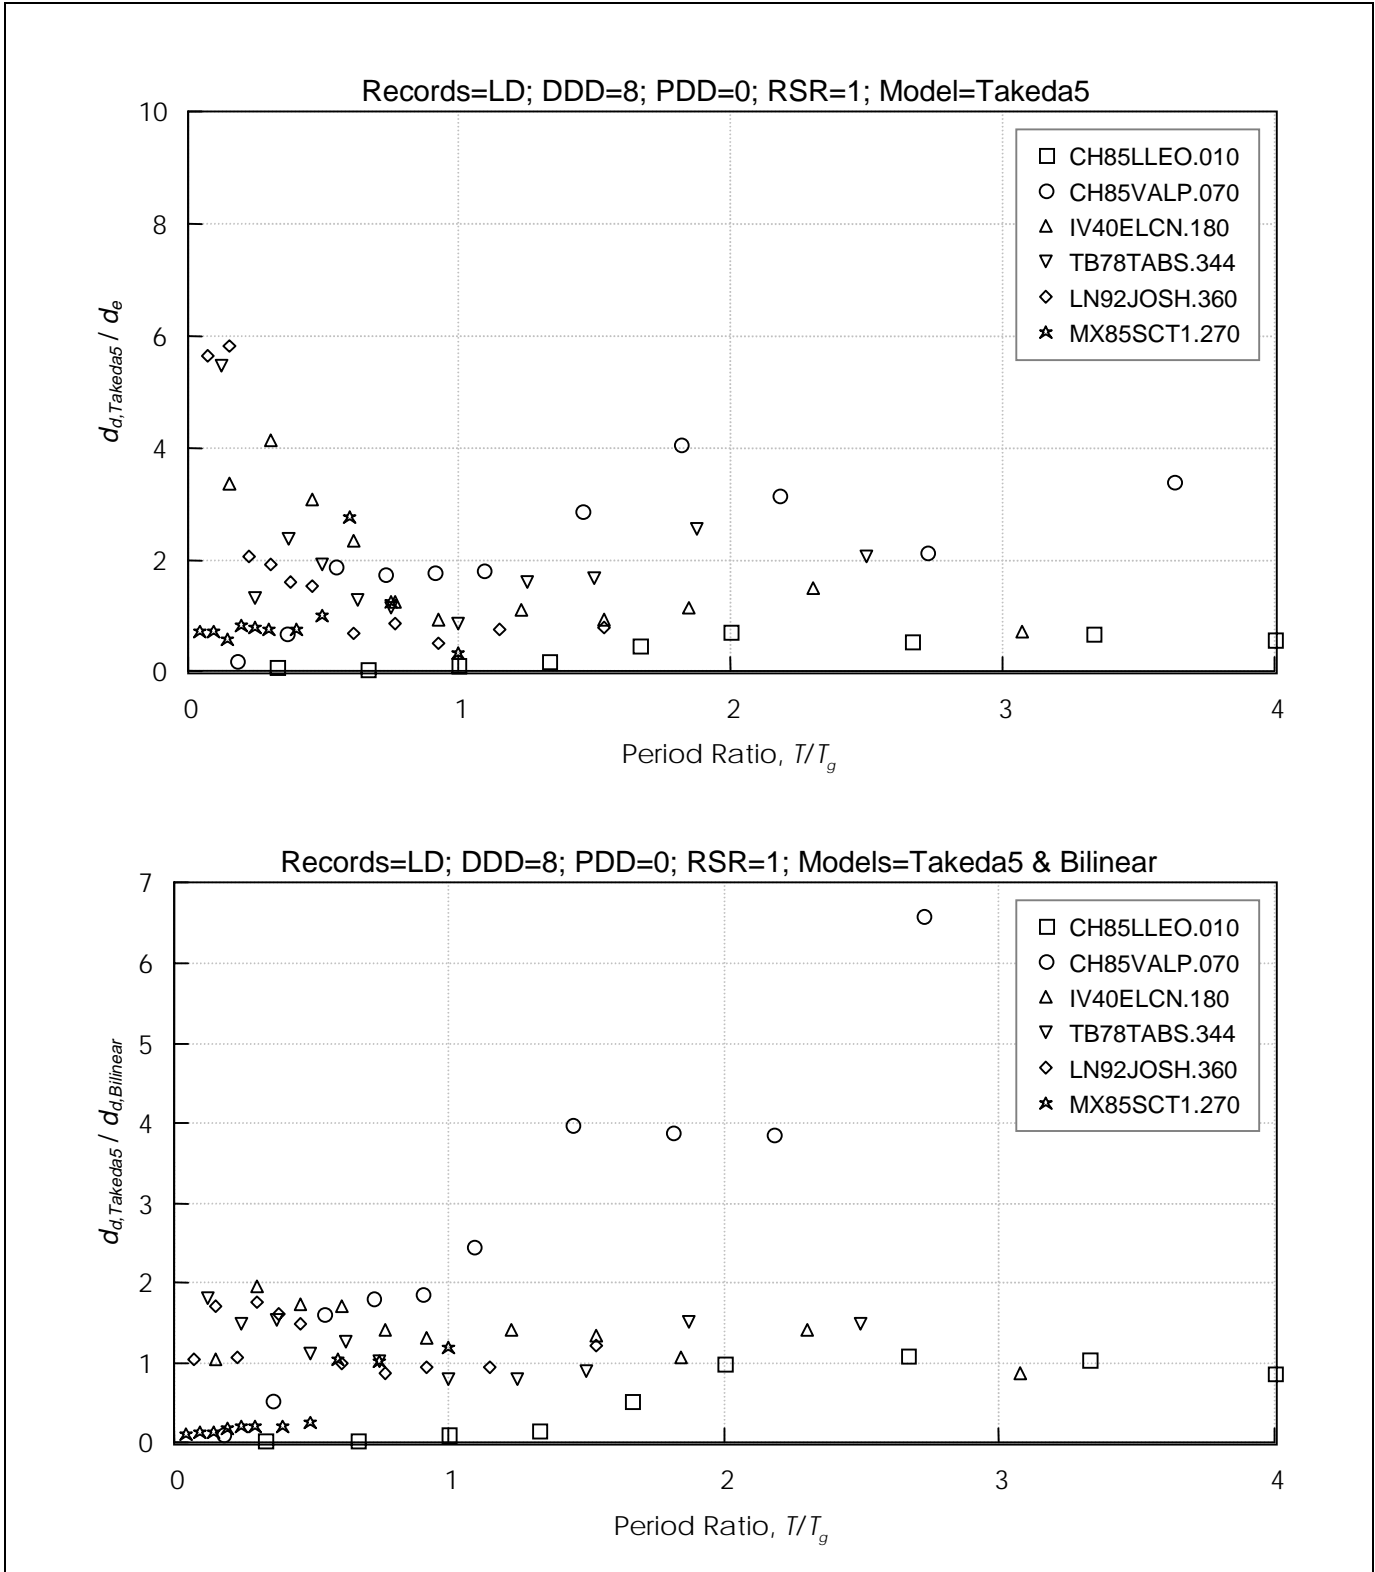 Records=LD; DDD=8; PDD=0; RSR=1; Model=Takeda5
10
8
6
4
2
0
d_d,Takeda5 / d_e
CH85LLEO.010
CH85VALP.070
IV40ELCN.180
TB78TABS.344
LN92JOSH.360
MX85SCT1.270
0 1 2 3 4
Period Ratio, T/T_g
Records=LD; DDD=8; PDD=0; RSR=1; Models=Takeda5 & Bilinear
7
6
5
4
3
2
1
0
d_d,Takeda5 / d_d,Bilinear
CH85LLEO.010
CH85VALP.070
IV40ELCN.180
TB78TABS.344
LN92JOSH.360
MX85SCT1.270
0 1 2 3 4
Period Ratio, T/T_g